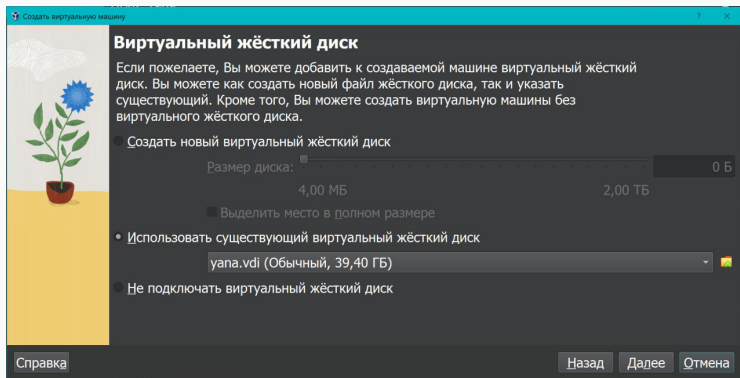 Создать виртуальную машину
Виртуальный жёсткий диск
Если пожелаете, Вы можете добавить к создаваемой машине виртуальный жёсткий
диск. Вы можете как создать новый файл жёсткого диска, так и указать
существующий. Кроме того, Вы можете создать виртуальную машины без
виртуального жёсткого диска.
Создать новый виртуальный жёсткий диск
Размер диска:
0 Б
4,00 МБ
2,00 ТБ
Выделить место в полном размере
Использовать существующий виртуальный жёсткий диск
yana.vdi (Обычный, 39,40 ГБ)
Не подключать виртуальный жёсткий диск
Справка
Назад
Далее
Отмена